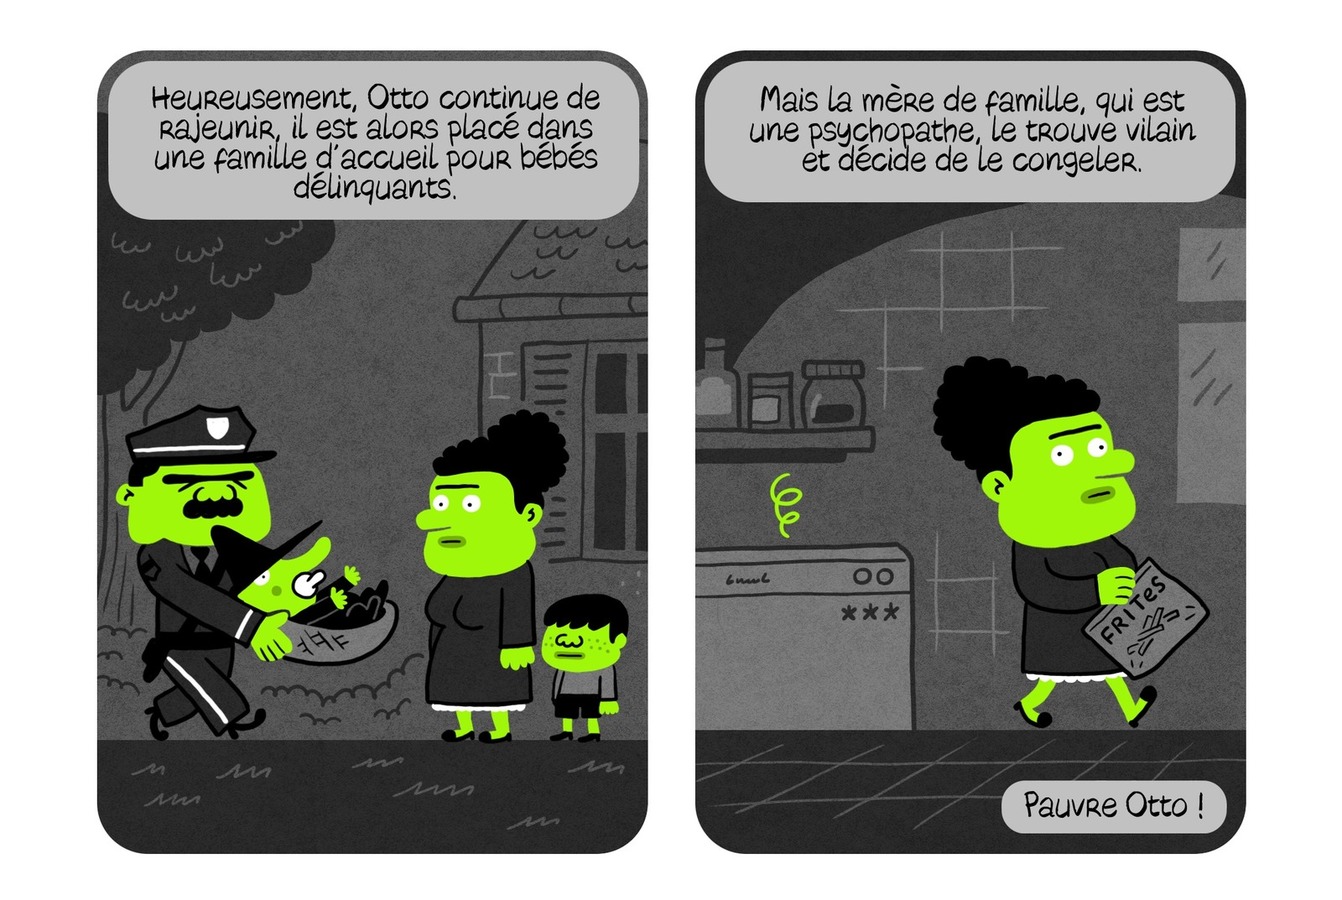 Heureusement, Otto continue de
rajeunir, il est alors placé dans
une famille d'accueil pour bébés
délinquants.
Mais la mère de famille, qui est
une psychopathe, le trouve vilain
et décide de le congeler.
FRITES
Pauvre Otto !